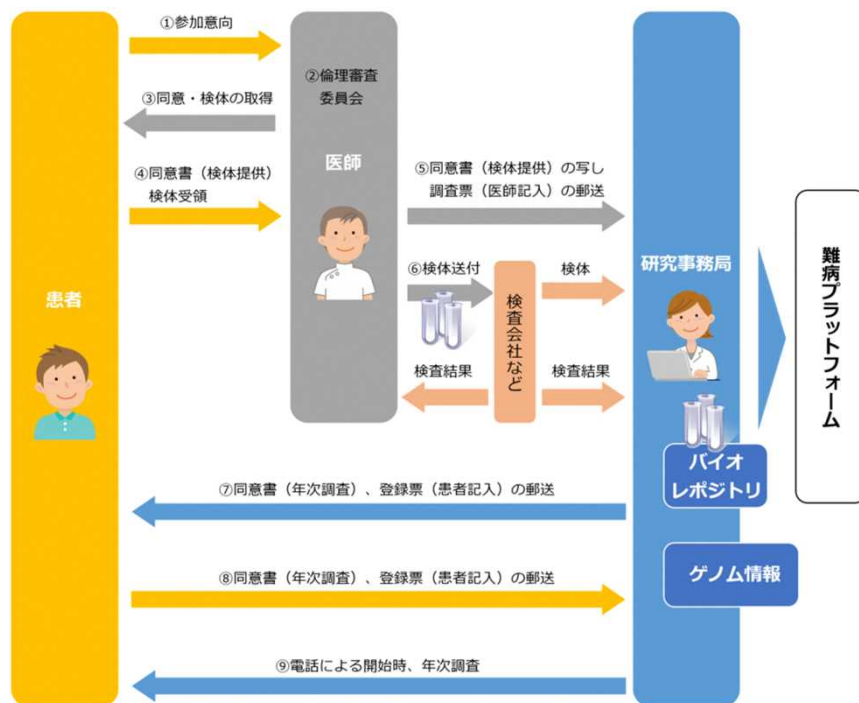 ①参加意向
②倫理審査
委員会
③同意・検体の取得
医師
④同意書（検体提供）
検体受領
⑤同意書（検体提供）の写し
調査票（医師記入）の郵送
患者
⑥検体送付
検体
検査会社など
検査結果
検査結果
研究事務局
難病プラットフォーム
バイオ
レポジトリ
⑦同意書（年次調査）、登録票（患者記入）の郵送
ゲノム情報
⑧同意書（年次調査）、登録票（患者記入）の郵送
⑨電話による開始時、年次調査